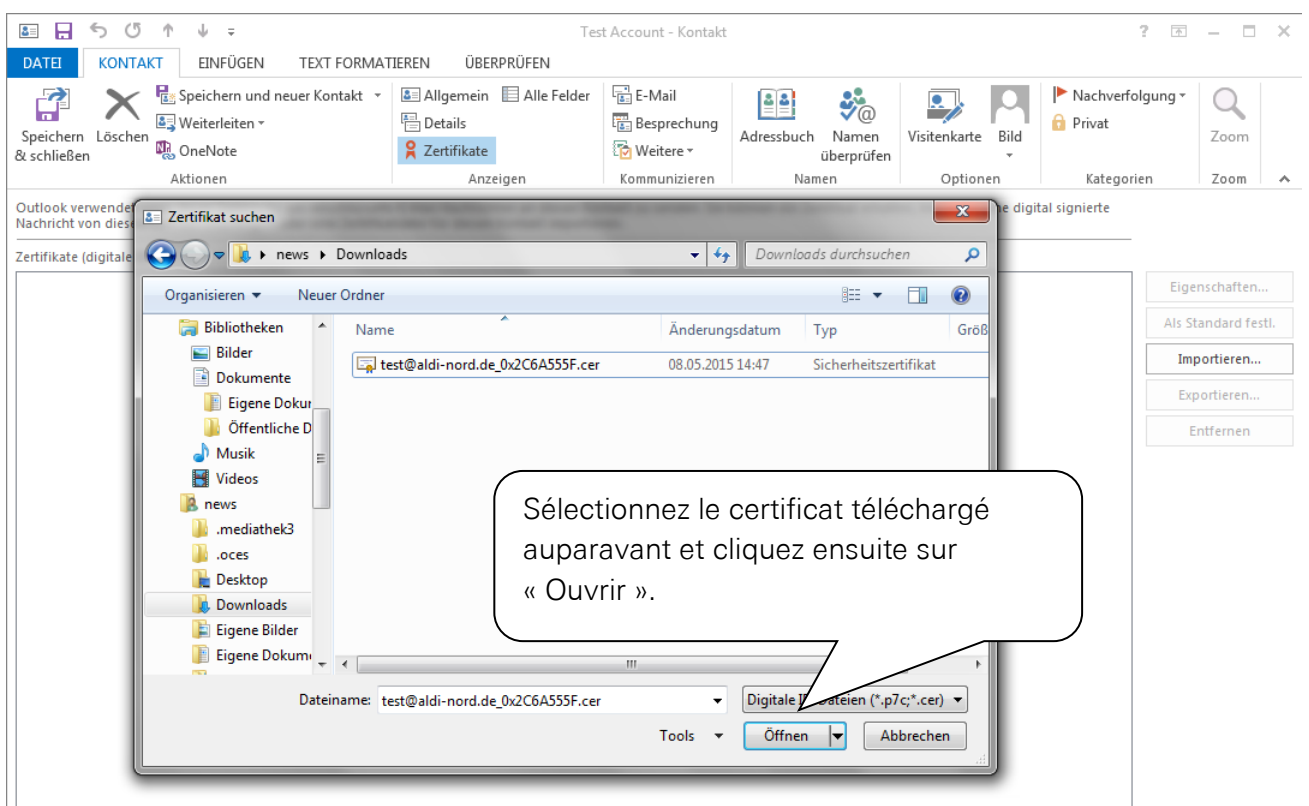 Test Account - Kontakt
?
DATEI KONTAKT EINFÜGEN TEXT FORMATIEREN ÜBERPRÜFEN
Speichern
& schließen
Löschen
Speichern und neuer Kontakt
Weiterleiten
OneNote
Aktionen
Allgemein Alle Felder
Details
Zertifikate
Anzeigen
E-Mail
Besprechung
Weitere
Kommunizieren
Adressbuch
Namen
überprüfen
Namen
Visitenkarte Bild
Optionen
Nachverfolgung
Privat
Kategorien
Zoom
Zoom
Outlook verwende
digital signierte
Nachricht von diese
Zertifikate (digitale
Zertifikat suchen
news Downloads
Downloads durchsuchen
Organisieren Neuer Ordner
Bibliotheken
Bilder
Dokumente
Eigene Dokur
Öffentliche D
Musik
Videos
news
.mediathek3
.oces
Desktop
Downloads
Eigene Bilder
Eigene Dokum
Name Änderungsdatum Typ Größ
test@aldi-nord.de_0x2C6A555F.cer 08.05.2015 14:47 Sicherheitszertifikat
Sélectionnez le certificat téléchargé
auparavant et cliquez ensuite sur
« Ouvrir ».
Dateiname: test@aldi-nord.de_0x2C6A555F.cer
Digitale Dateien (*.p7c;*.cer)
Tools Öffnen Abbrechen
Eigenschaften...
Als Standard festl.
Importieren...
Exportieren...
Entfernen